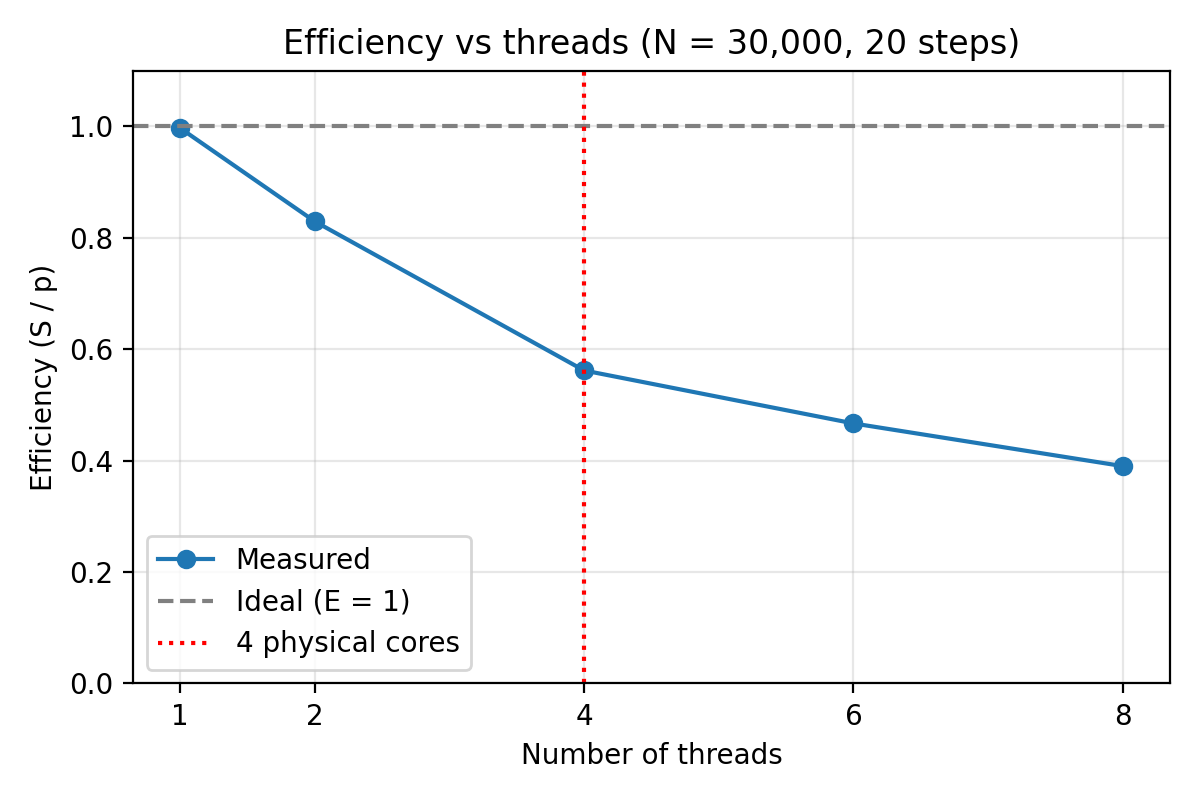 Efficiency vs threads (N = 30,000, 20 steps)
Efficiency (S / p)
1.0
0.8
0.6
0.4
0.2
0.0
Measured
Ideal (E = 1)
4 physical cores
1 2 4 6 8
Number of threads